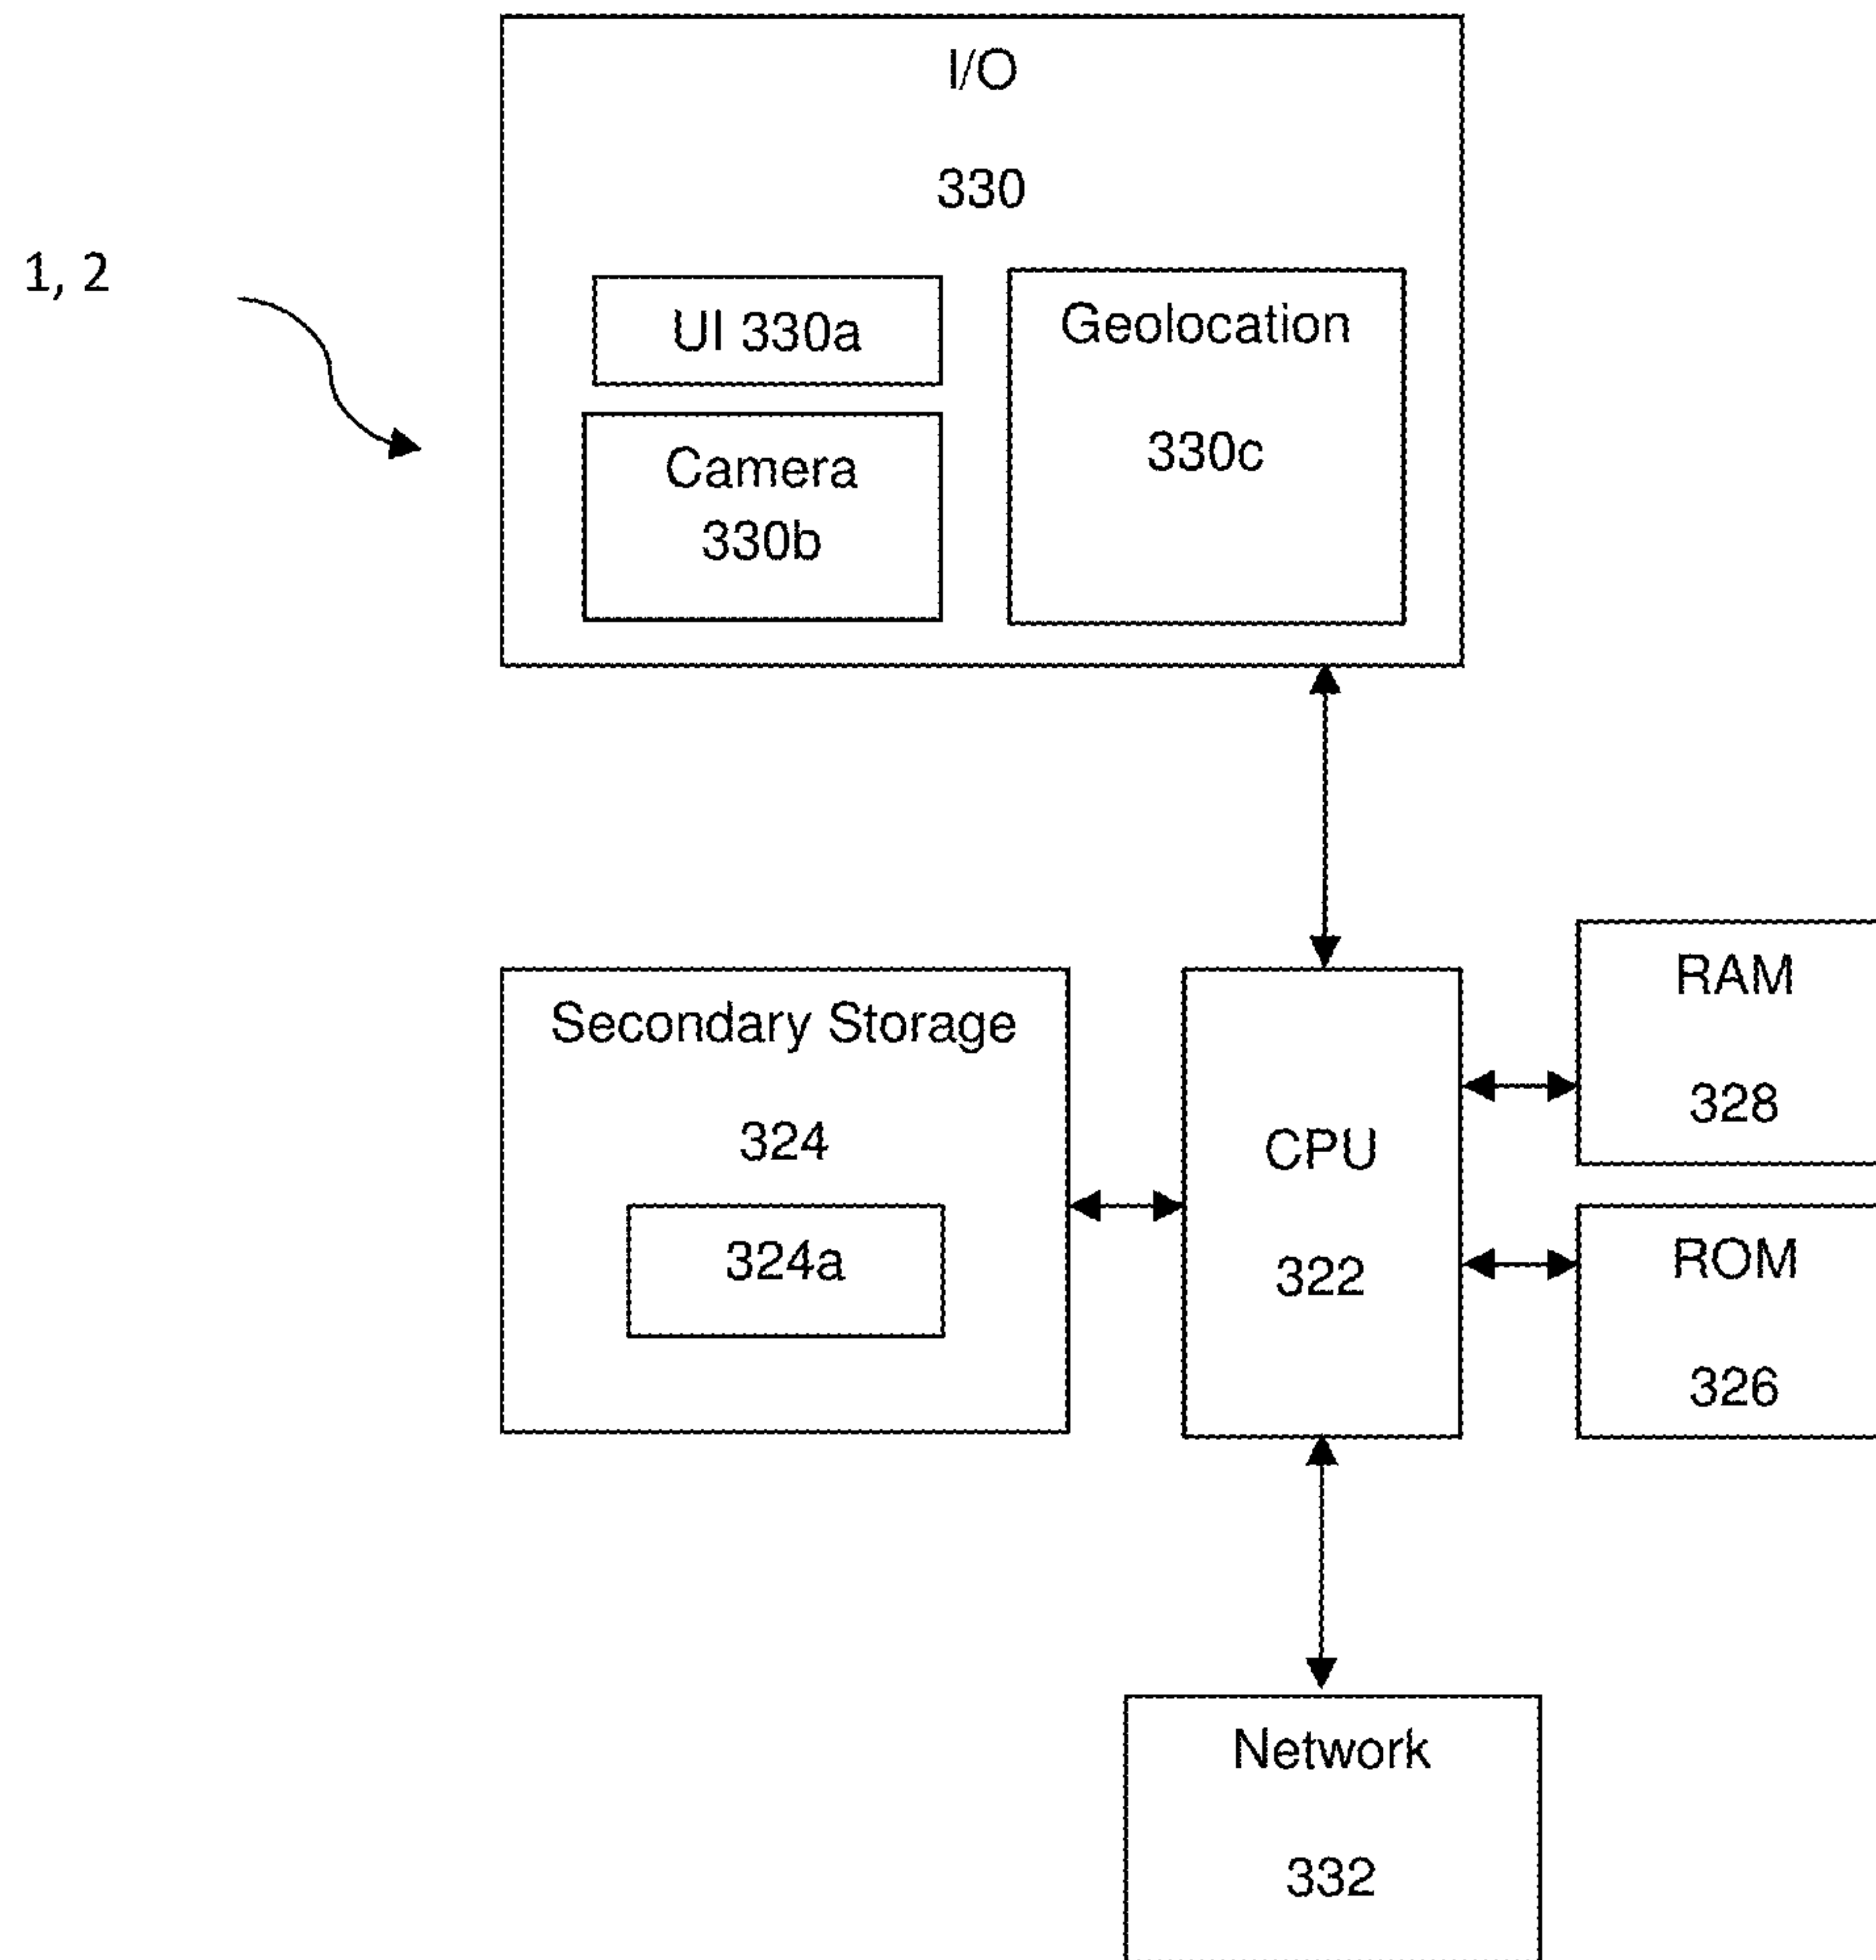 I/O
330
1, 2
UI 330a
Geolocation
330c
Camera
330b
Secondary Storage
324
324a
CPU
322
RAM
328
ROM
326
Network
332